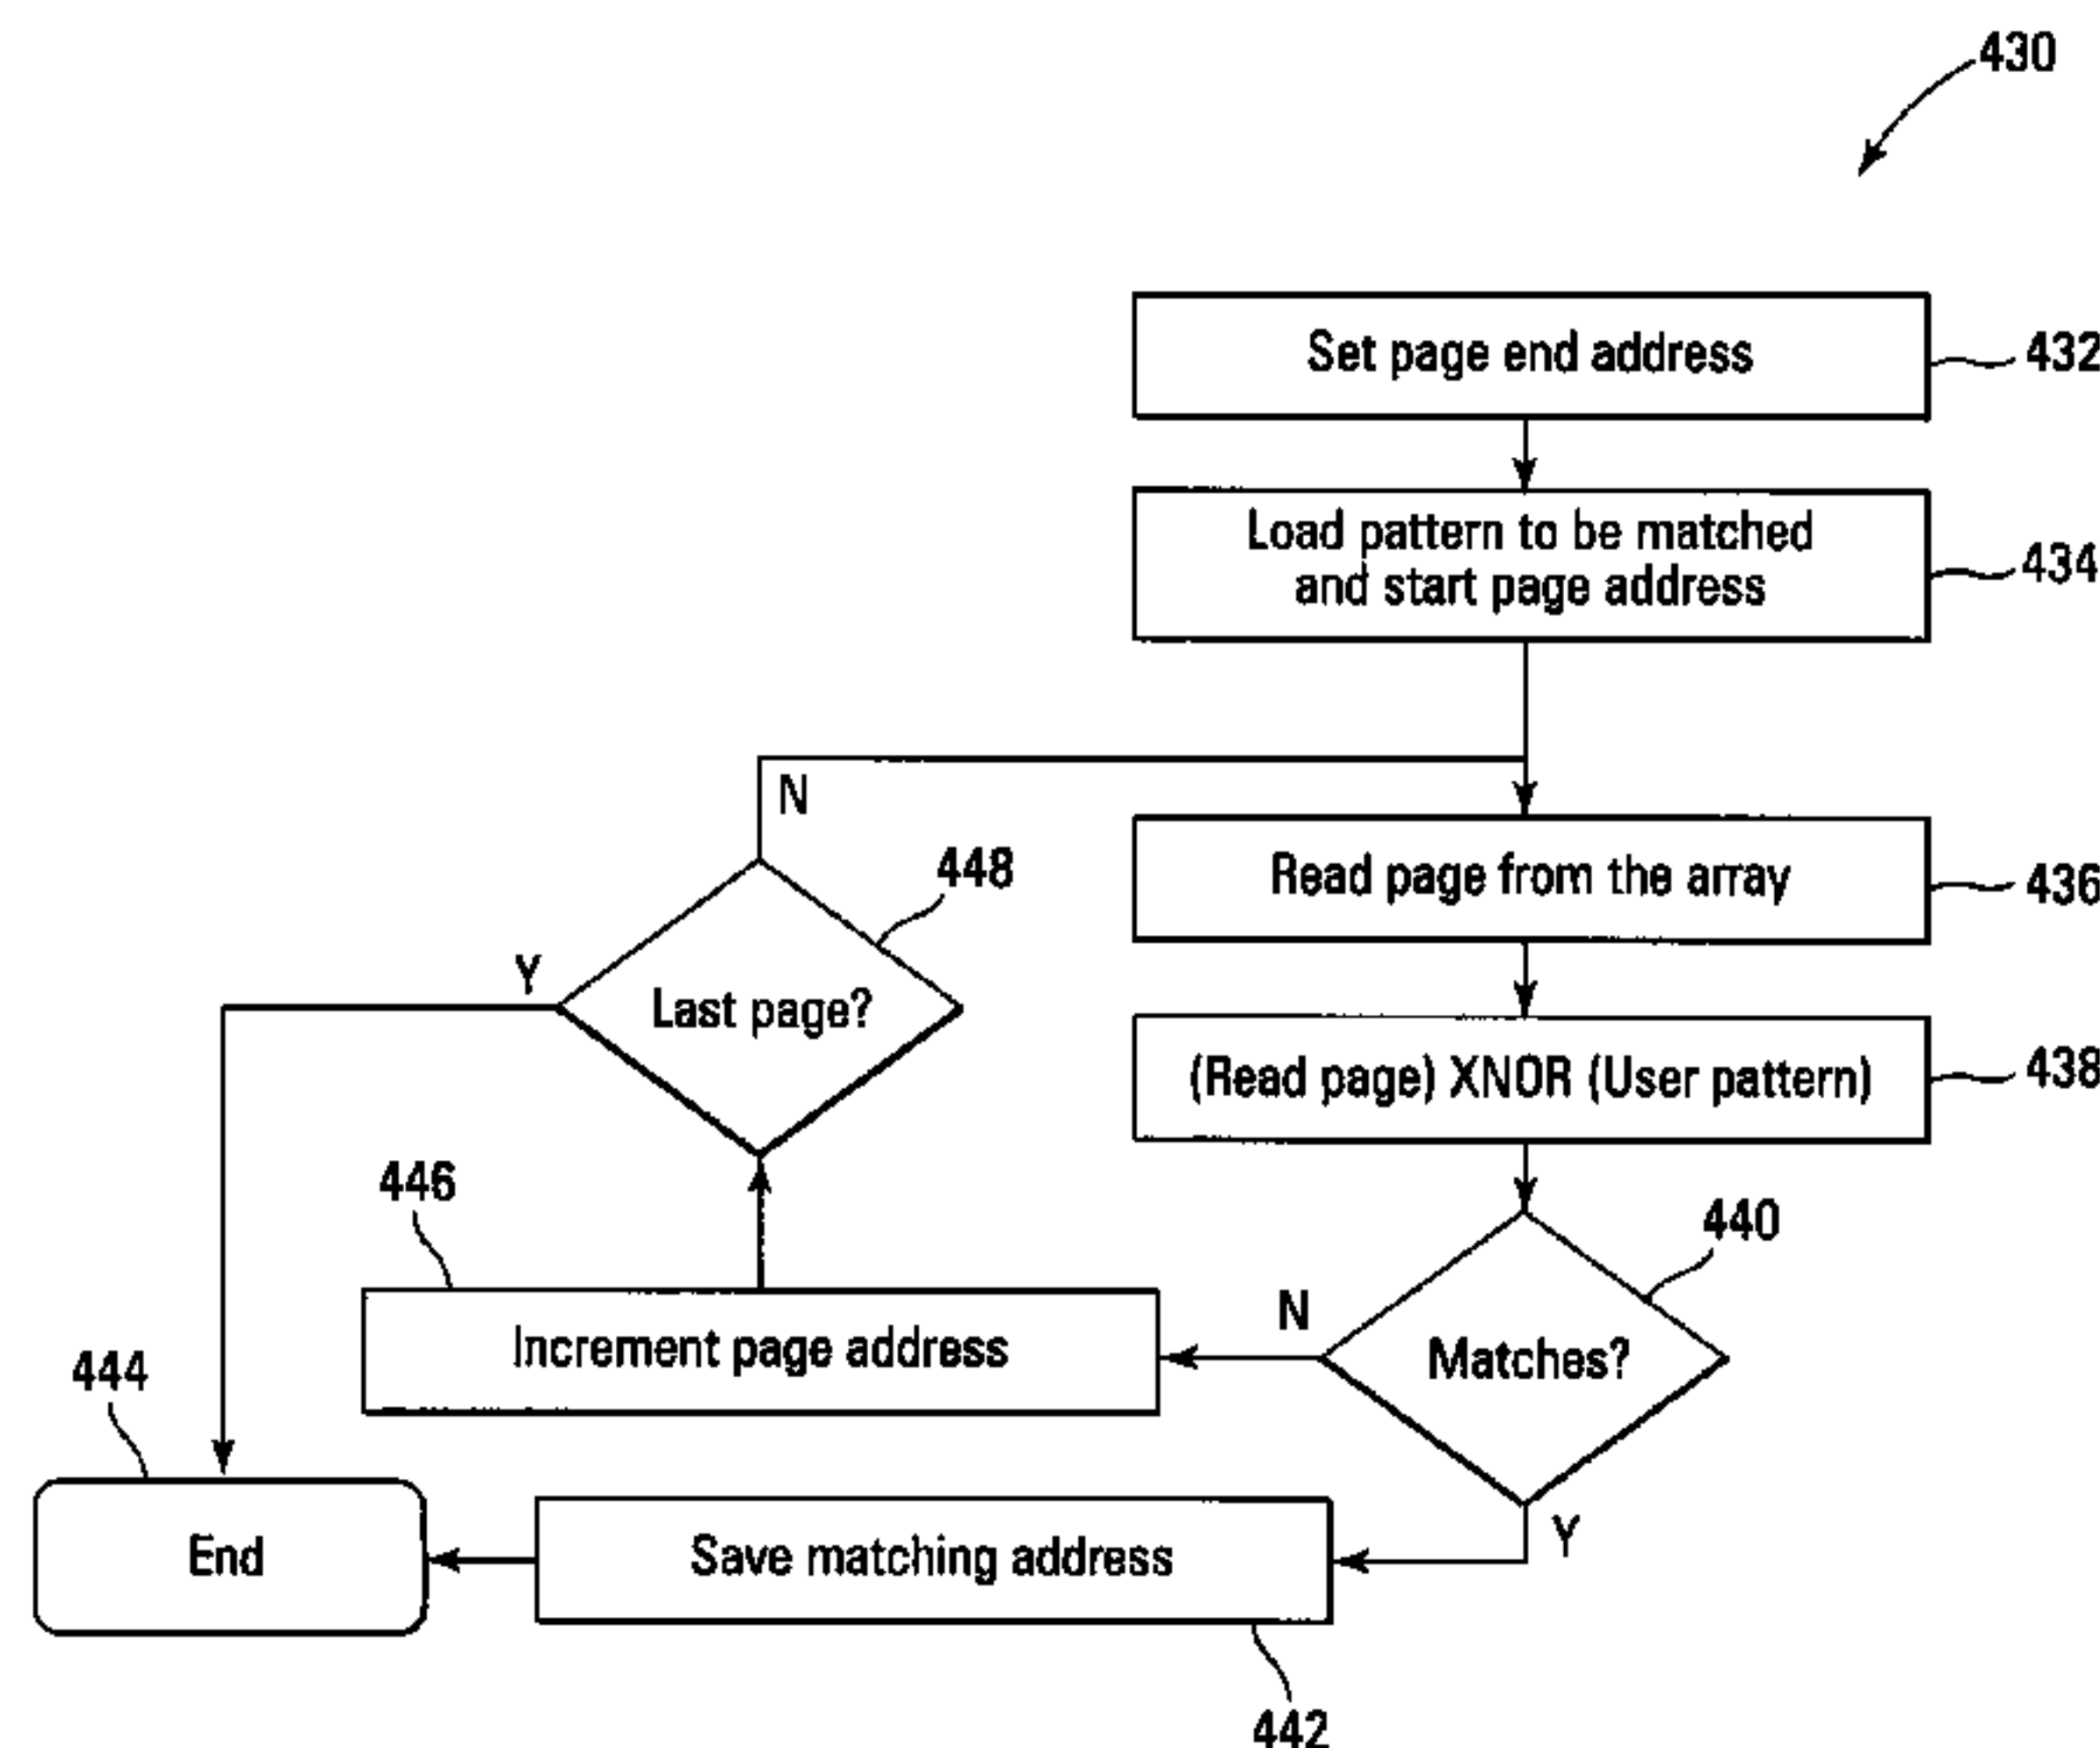 430
Set page end address
432
Load pattern to be matched
and start page address
434
N
448
Read page from the array
436
Y
Last page?
(Read page) XNOR (User pattern)
438
446
440
N
Increment page address
Matches?
444
Y
End
Save matching address
442